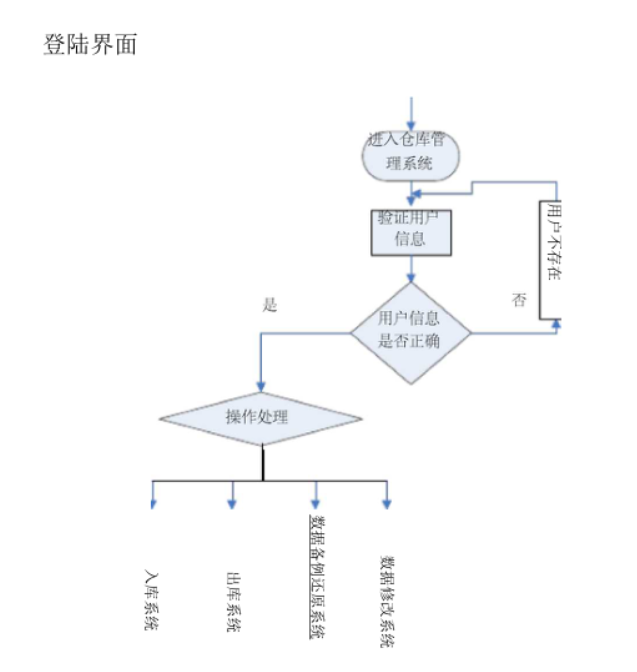 登陆界面
进入仓库管
理系统
验证用户
信息
用户不存在
否
用户信息
是否正确
是
操作处理
入库系统
出库系统
数据备例还原系统
数据修改系统